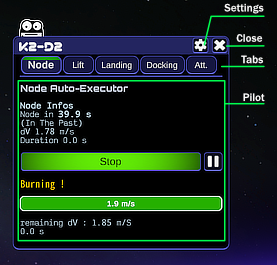 Settings
K2-D2
Close
Node Lift Landing Docking Att.
Tabs
Node Auto-Executor
Pilot
Node Infos
Node in 39.9 s
(In The Past)
dV 1.78 m/s
Duration 0.0 s
Stop
Burning !
1.9 m/s
remaining dV : 1.85 m/S
0.0 s